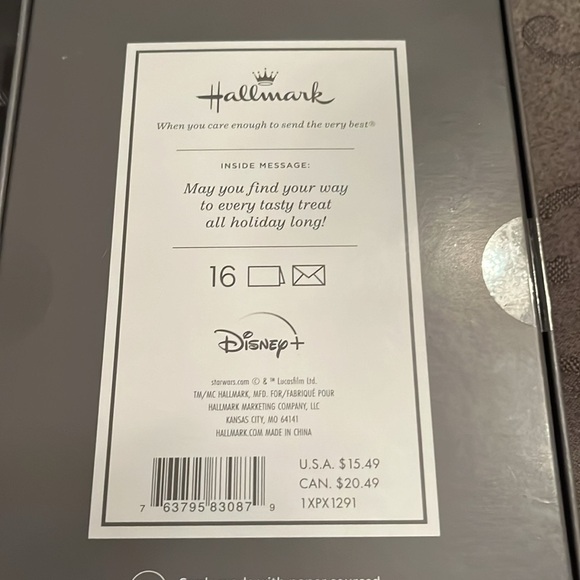 Hallmark
When you care enough to send the very best®
INSIDE MESSAGE:
May you find your way
to every tasty treat
all holiday long!
16
Disney+
starwars.com © & ™ Lucasfilm Ltd.
TM/MC HALLMARK, MFD. FOR/FABRIQUÉ POUR
HALLMARK MARKETING COMPANY, LLC
KANSAS CITY, MO 64141
HALLMARK.COM MADE IN CHINA
U.S.A. $15.49
CAN. $20.49
1XPX1291
7 63795 83087 9